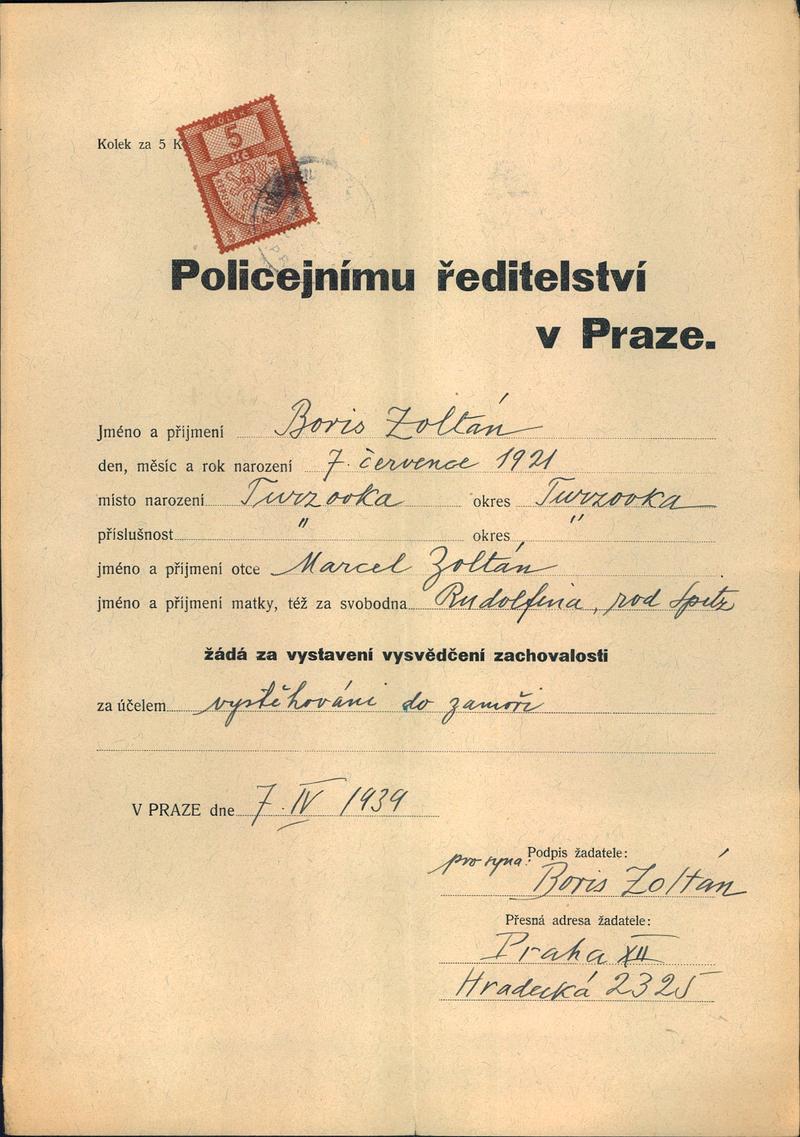 Kolek za 5 K
KOLEK
5
Kč
Policejnímu ředitelství
v Praze.
Jméno a příjmení Boris Zoltán
den, měsíc a rok narození 7. července 1921
místo narození Turzovka okres Turzovka
příslušnost " okres "
jméno a příjmení otce Marcel Zoltán
jméno a příjmení matky, též za svobodna Rudolfina, rod Spitz
žádá za vystavení vysvědčení zachovalosti
za účelem vystěhování do zamoří
V PRAZE dne 7. IV 1939
Podpis žadatele:
pro syna: Boris Zoltán
Přesná adresa žadatele:
Praha XII
Hradecká 2325